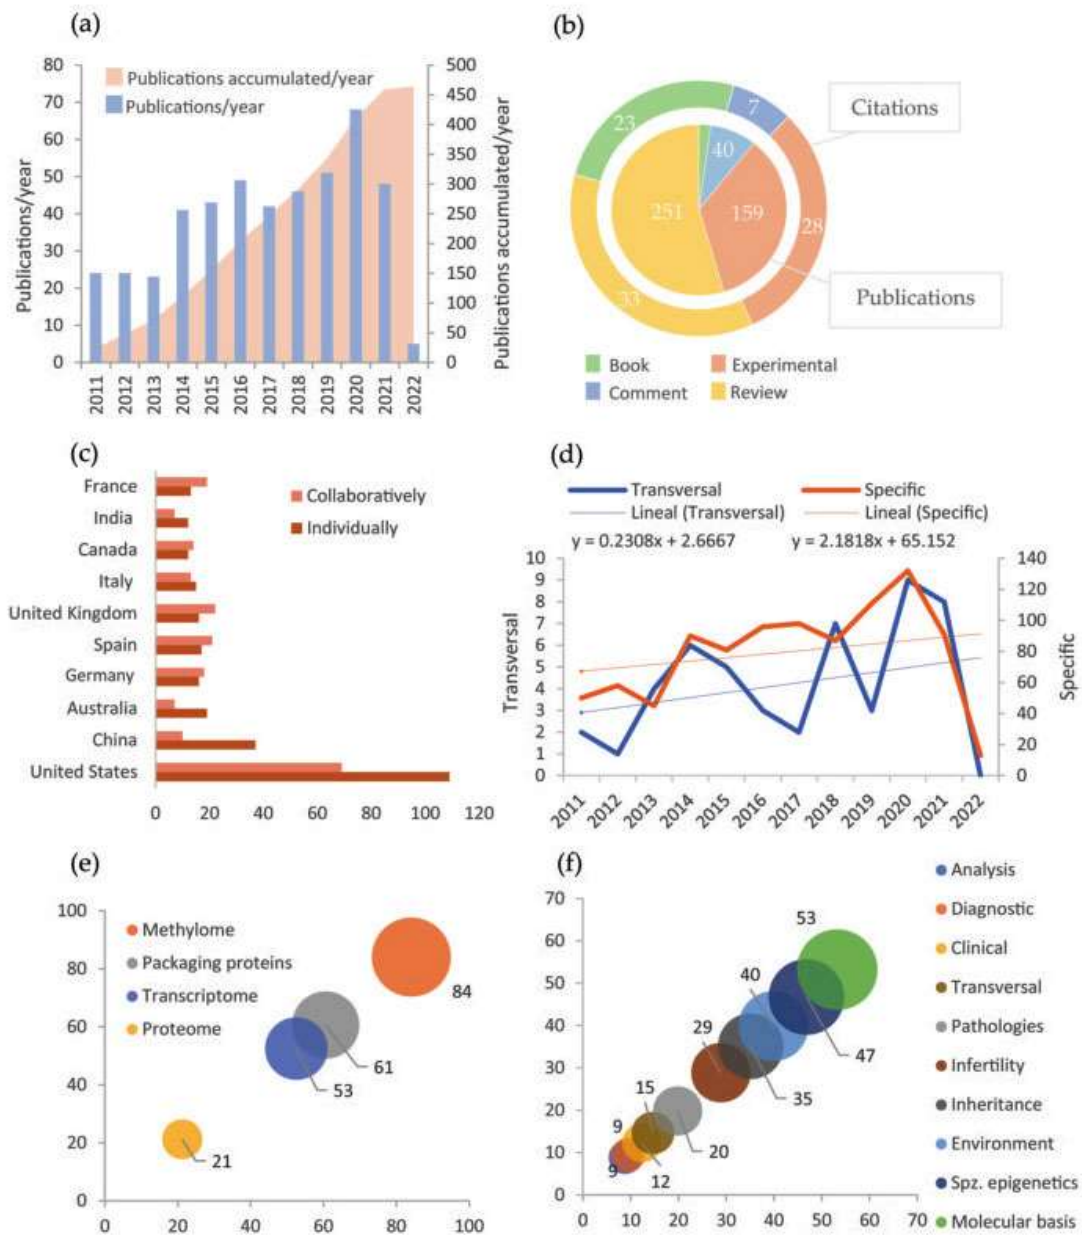 (a)
80
70
60
50
40
30
20
10
0
Publications/year
Publications accumulated/year
Publications/year
500
450
400
350
300
250
200
150
100
50
0
Publications accumulated/year
2011
2012
2013
2014
2015
2016
2017
2018
2019
2020
2021
2022
(b)
Citations
7
23
40
251
159
28
33
Publications
Book
Experimental
Comment
Review
(c)
France
India
Canada
Italy
United Kingdom
Spain
Germany
Australia
China
United States
Collaboratively
Individually
0 20 40 60 80 100 120
(d)
Transversal
Specific
Lineal (Transversal)
Lineal (Specific)
y = 0.2308x + 2.6667
y = 2.1818x + 65.152
10
9
8
7
6
5
4
3
2
1
0
Transversal
140
120
100
80
60
40
20
0
Specific
2011
2012
2013
2014
2015
2016
2017
2018
2019
2020
2021
2022
(e)
100
80
60
40
20
0
Methylome
Packaging proteins
Transcriptome
Proteome
84
61
53
21
0 20 40 60 80 100
(f)
70
60
50
40
30
20
10
0
53
40
47
29
35
15
20
9
12
9
0 10 20 30 40 50 60 70
Analysis
Diagnostic
Clinical
Transversal
Pathologies
Infertility
Inheritance
Environment
Spz. epigenetics
Molecular basis